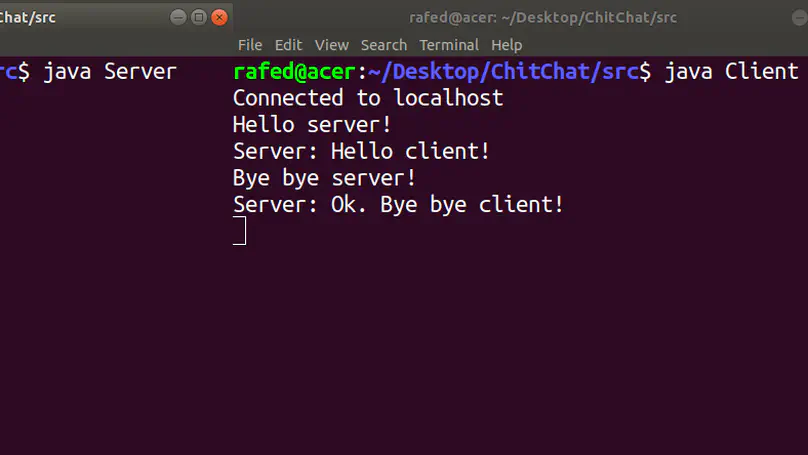 Chat/src
rc$ java Server
rafed@acer: ~/Desktop/ChitChat/src
File Edit View Search Terminal Help
rafed@acer:~/Desktop/ChitChat/src$ java Client
Connected to localhost
Hello server!
Server: Hello client!
Bye bye server!
Server: Ok. Bye bye client!